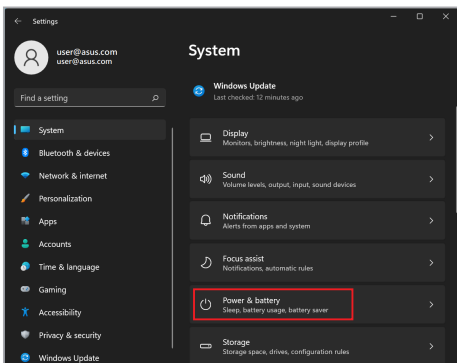 Settings
user@asus.com
user@asus.com
Find a setting
System
Bluetooth & devices
Network & internet
Personalization
Apps
Accounts
Time & language
Gaming
Accessibility
Privacy & security
Windows Update
System
Windows Update
Last checked: 12 minutes ago
Display
Monitors, brightness, night light, display profile
Sound
Volume levels, output, input, sound devices
Notifications
Alerts from apps and system
Focus assist
Notifications, automatic rules
Power & battery
Sleep, battery usage, battery saver
Storage
Storage space, drives, configuration rules